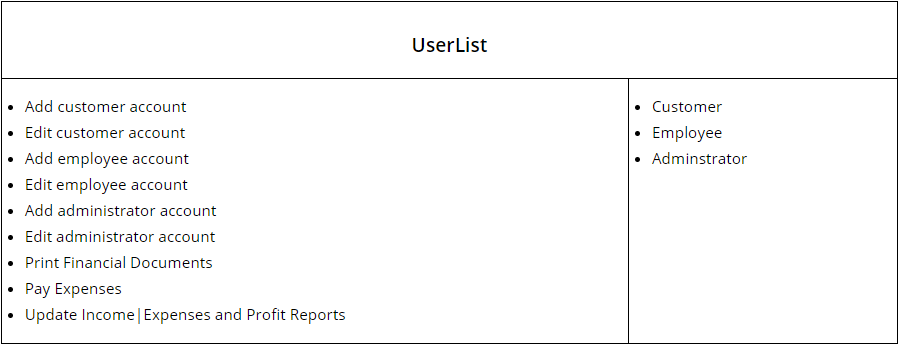 UserList
Add customer account
Edit customer account
Add employee account
Edit employee account
Add administrator account
Edit administrator account
Print Financial Documents
Pay Expenses
Update Income|Expenses and Profit Reports
Customer
Employee
Adminstrator